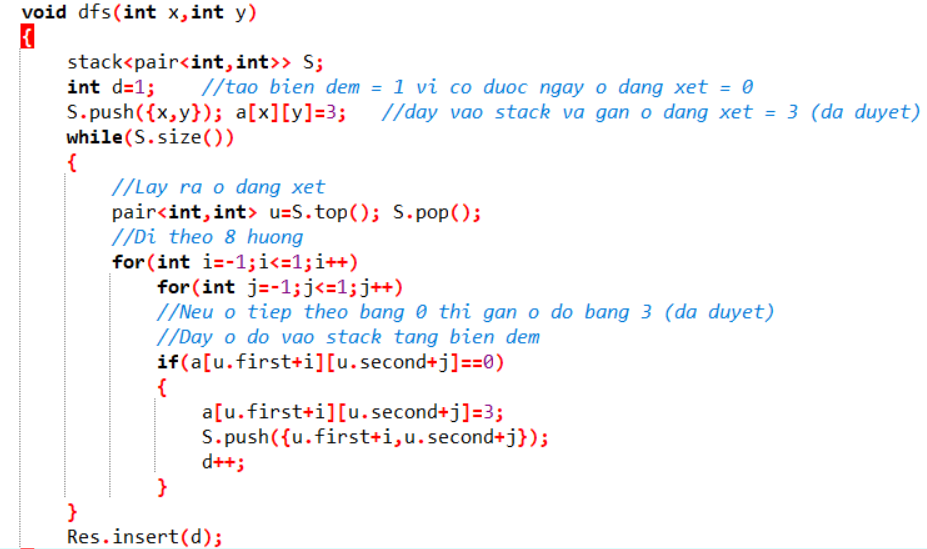 void dfs(int x,int y)
{
stack<pair<int,int>> S;
int d=1; //tao bien dem = 1 vi co duoc ngay o dang xet = 0
S.push({x,y}); a[x][y]=3; //day vao stack va gan o dang xet = 3 (da duyet)
while(S.size())
{
//Lay ra o dang xet
pair<int,int> u=S.top(); S.pop();
//Di theo 8 huong
for(int i=-1;i<=1;i++)
for(int j=-1;j<=1;j++)
//Neu o tiep theo bang 0 thi gan o do bang 3 (da duyet)
//Day o do vao stack tang bien dem
if(a[u.first+i][u.second+j]==0)
{
a[u.first+i][u.second+j]=3;
S.push({u.first+i,u.second+j});
d++;
}
}
Res.insert(d);